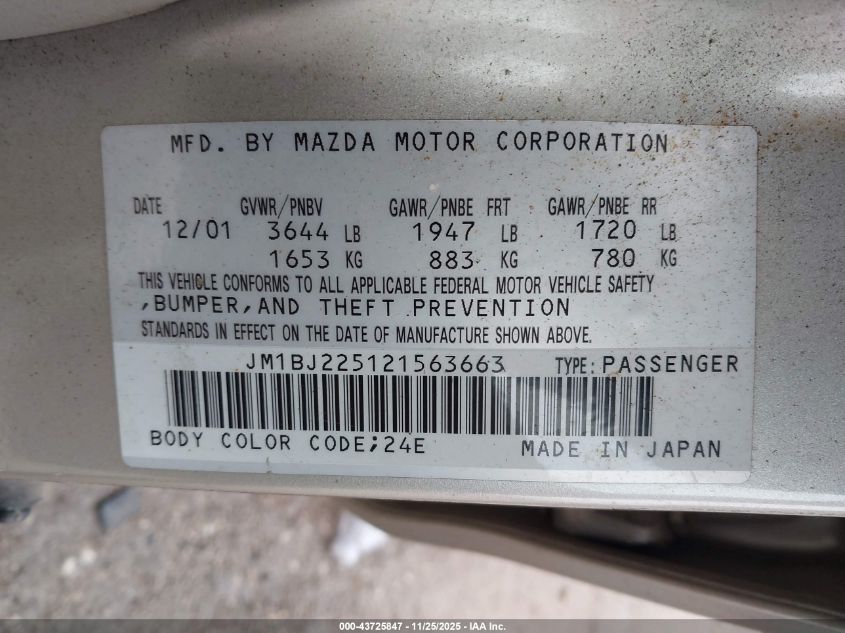 MFD. BY MAZDA MOTOR CORPORATION
DATE GVWR/PNBV GAWR/PNBE FRT GAWR/PNBE RR
12/01 3644 LB 1947 LB 1720 LB
1653 KG 883 KG 780 KG
THIS VEHICLE CONFORMS TO ALL APPLICABLE FEDERAL MOTOR VEHICLE SAFETY
,BUMPER,AND THEFT PREVENTION
STANDARDS IN EFFECT ON THE DATE OF MANUFACTURE SHOWN ABOVE.
JM1BJ225121563663 TYPE: PASSENGER
BODY COLOR CODE;24E MADE IN JAPAN
000-43725847 - 11/25/2025 - IAA Inc.